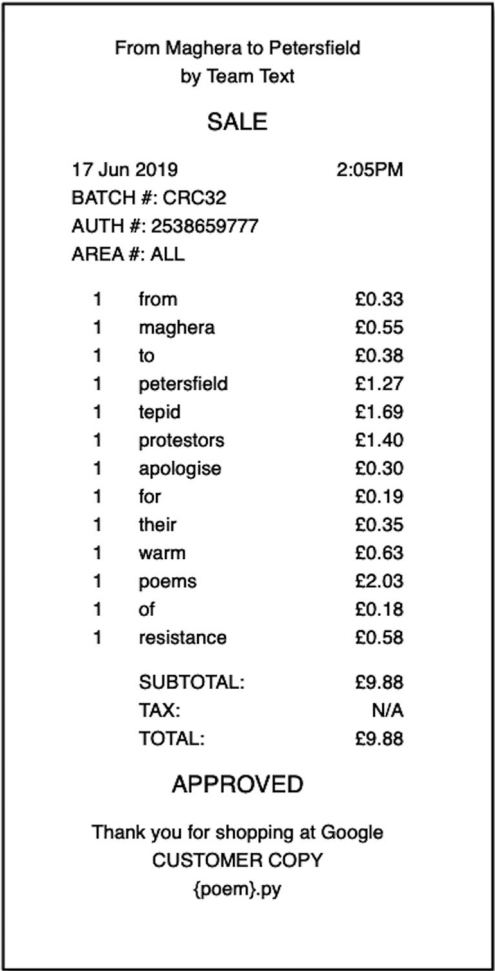 From Maghera to Petersfield
by Team Text
SALE
17 Jun 2019 2:05PM
BATCH #: CRC32
AUTH #: 2538659777
AREA #: ALL
1 from £0.33
1 maghera £0.55
1 to £0.38
1 petersfield £1.27
1 tepid £1.69
1 protestors £1.40
1 apologise £0.30
1 for £0.19
1 their £0.35
1 warm £0.63
1 poems £2.03
1 of £0.18
1 resistance £0.58
SUBTOTAL: £9.88
TAX: N/A
TOTAL: £9.88
APPROVED
Thank you for shopping at Google
CUSTOMER COPY
{poem}.py